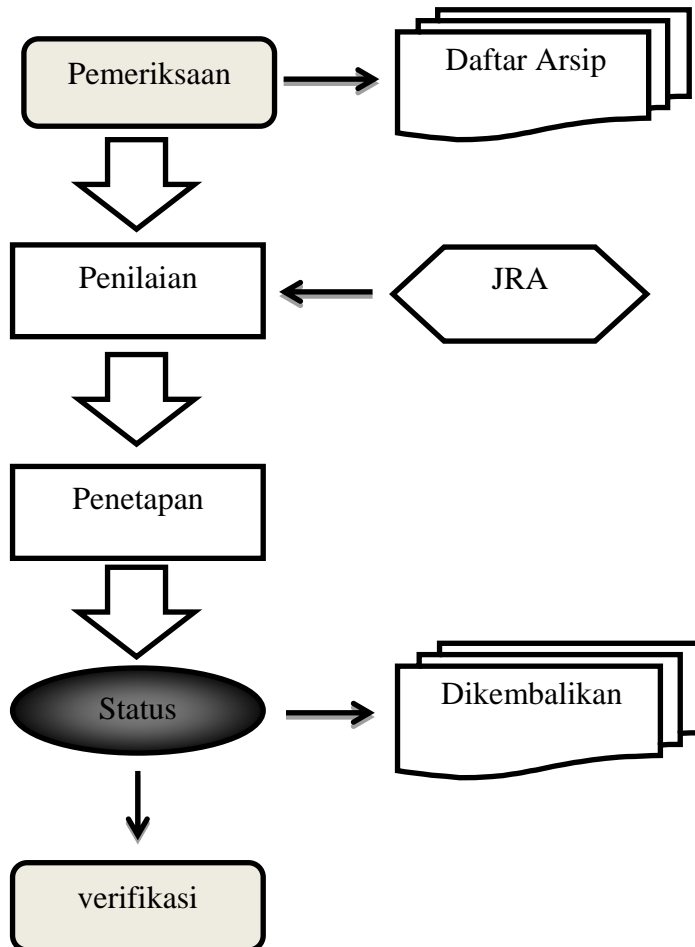 Pemeriksaan
Daftar Arsip
Penilaian
JRA
Penetapan
Status
Dikembalikan
verifikasi